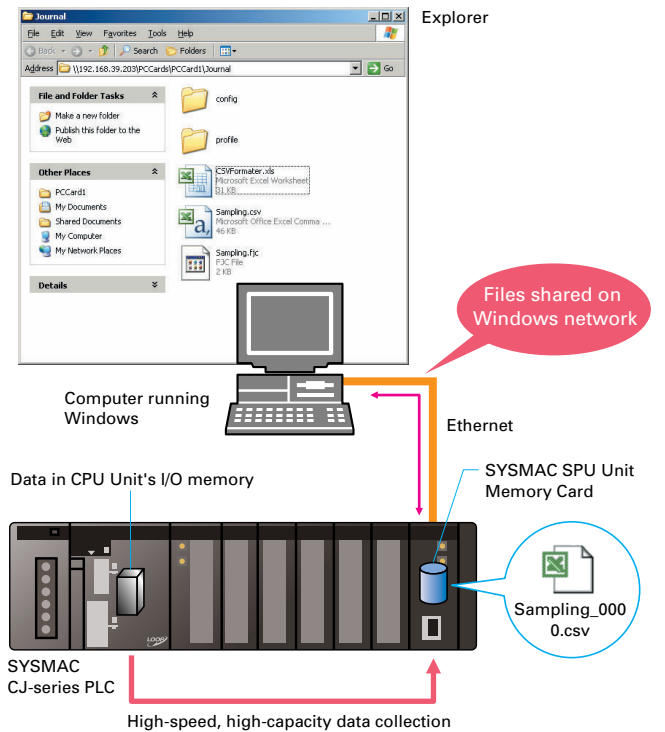 Journal
Explorer
File Edit View Favorites Tools Help
Back Search Folders
Address \\192.168.39.203\PCCards\PCCard1\Journal Go
File and Folder Tasks
Make a new folder
Publish this folder to the
Web
Other Places
PCCard1
My Documents
Shared Documents
My Computer
My Network Places
Details
config
profile
CSVFormater.xls
Microsoft Excel Worksheet
31 KB
Sampling.csv
Microsoft Office Excel Comma ...
46 KB
Sampling.fjc
FJC File
2 KB
Files shared on
Windows network
Computer running
Windows
Ethernet
Data in CPU Unit's I/O memory
SYSMAC SPU Unit
Memory Card
Sampling_000
0.csv
LOOP
SYSMAC
CJ-series PLC
High-speed, high-capacity data collection